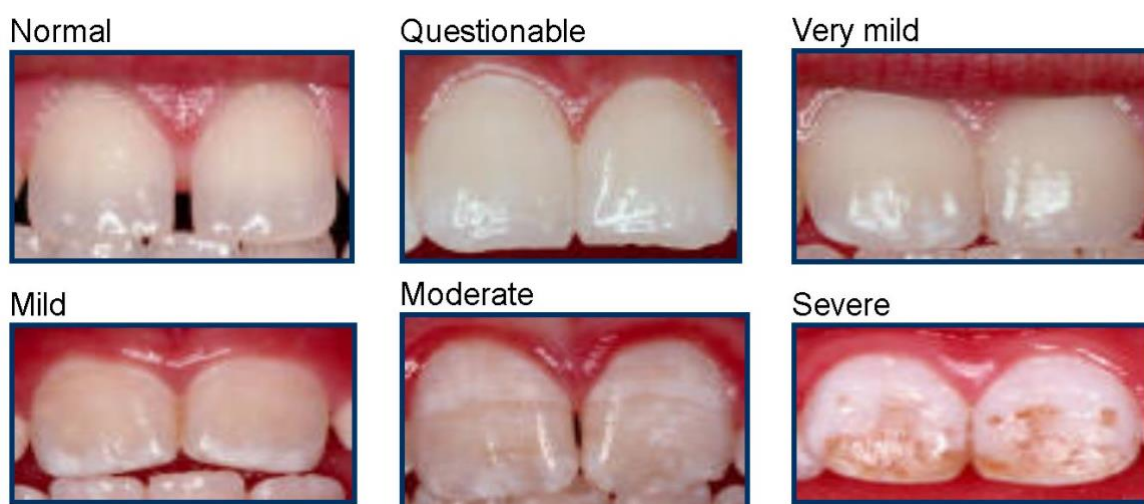 Normal
Questionable
Very mild
Mild
Moderate
Severe